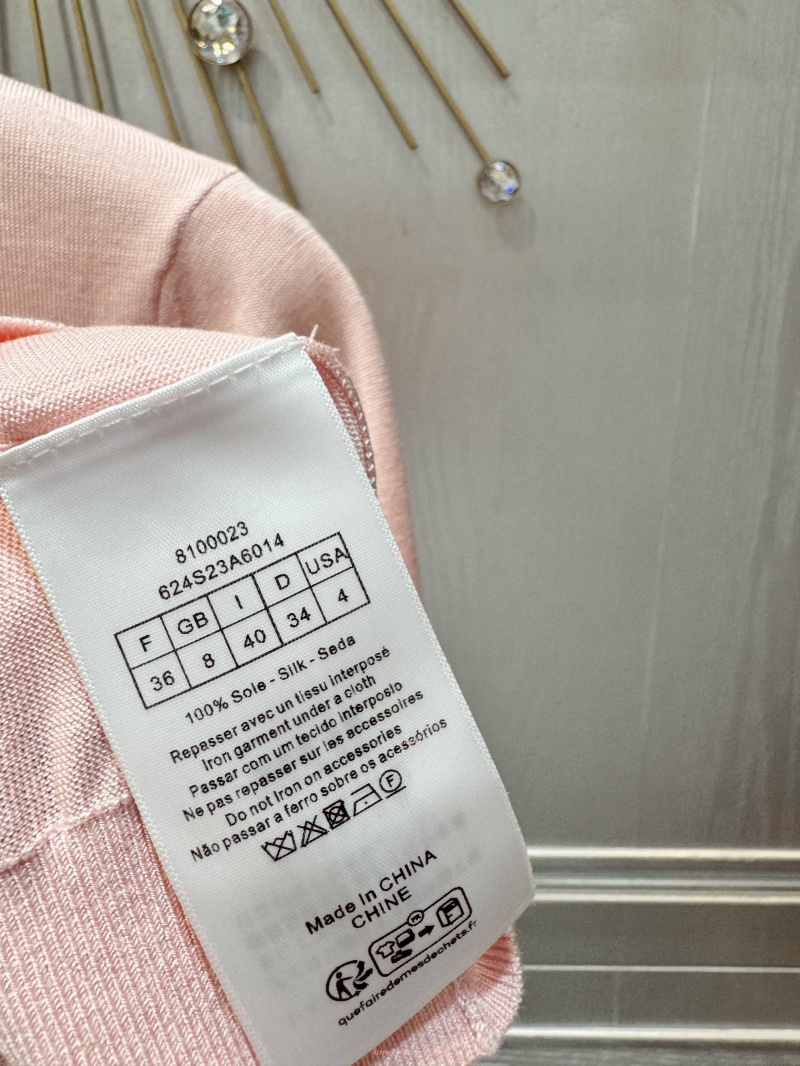 8100023
624S23A6014
F GB I D USA
36 8 40 34 4
100% Soie - Silk - Seda
Repasser avec un tissu interposé
Iron garment under a cloth
Passar com um tecido interposto
Ne pas repasser sur les accessoires
Do not Iron on accessories
Não passar a ferro sobre os acessórios
F
Made in CHINA
CHINE
FR
quefairedemesdechets.fr